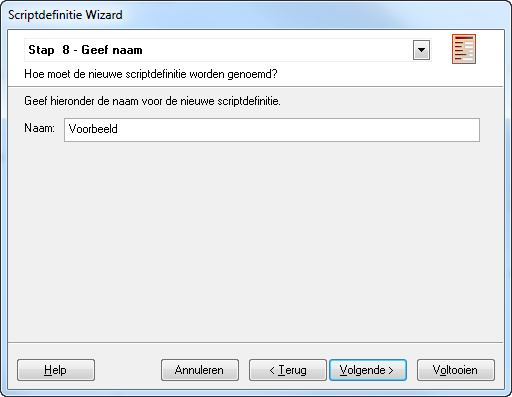 Scriptdefinitie Wizard
Stap 8 - Geef naam
Hoe moet de nieuwe scriptdefinitie worden genoemd?
Geef hieronder de naam voor de nieuwe scriptdefinitie.
Naam: Voorbeeld
Help Annuleren < Terug Volgende > Voltooien